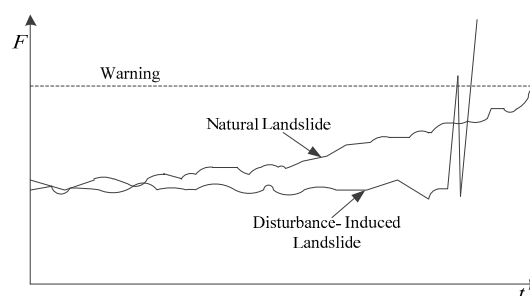 F
Warning
Natural Landslide
Disturbance- Induced
Landslide
t